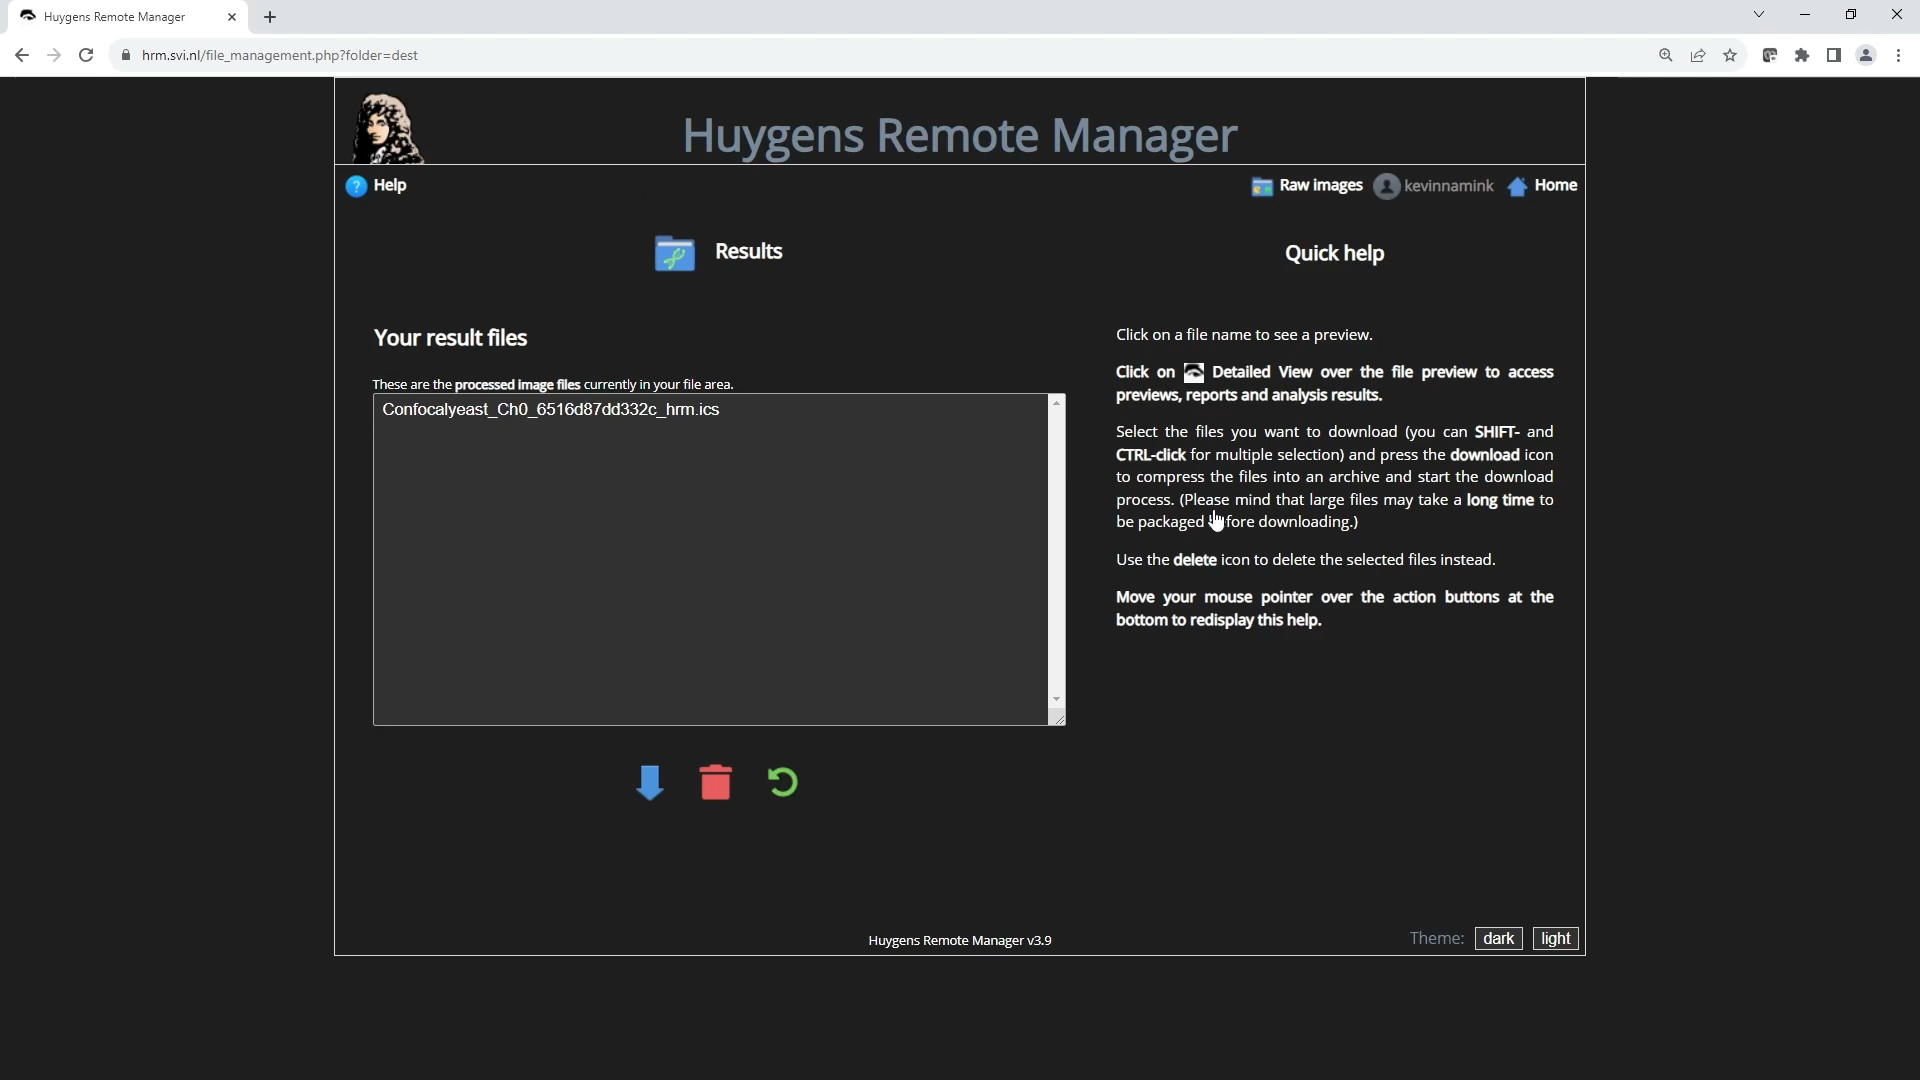 Huygens Remote Manager
hrm.svi.nl/file_management.php?folder=dest
Huygens Remote Manager
? Help
Raw images
kevinnamink
Home
Results
Your result files
These are the processed image files currently in your file area.
Confocalyeast_Ch0_6516d87dd332c_hrm.ics
Quick help
Click on a file name to see a preview.
Click on Detailed View over the file preview to access
previews, reports and analysis results.
Select the files you want to download (you can SHIFT- and
CTRL-click for multiple selection) and press the download icon
to compress the files into an archive and start the download
process. (Please mind that large files may take a long time to
be packaged before downloading.)
Use the delete icon to delete the selected files instead.
Move your mouse pointer over the action buttons at the
bottom to redisplay this help.
Huygens Remote Manager v3.9
Theme: dark light